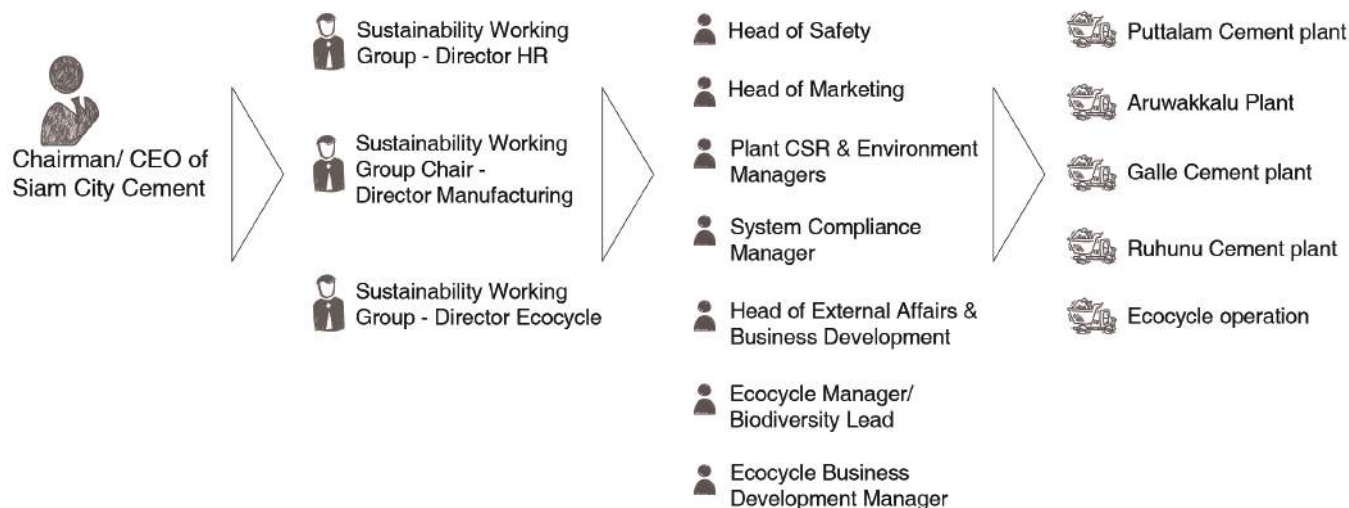 Chairman/ CEO of
Siam City Cement
Sustainability Working
Group - Director HR
Sustainability Working
Group Chair -
Director Manufacturing
Sustainability Working
Group - Director Ecocycle
Head of Safety
Head of Marketing
Plant CSR & Environment
Managers
System Compliance
Manager
Head of External Affairs &
Business Development
Ecocycle Manager/
Biodiversity Lead
Ecocycle Business
Development Manager
Puttalam Cement plant
Aruwakkalu Plant
Galle Cement plant
Ruhunu Cement plant
Ecocycle operation